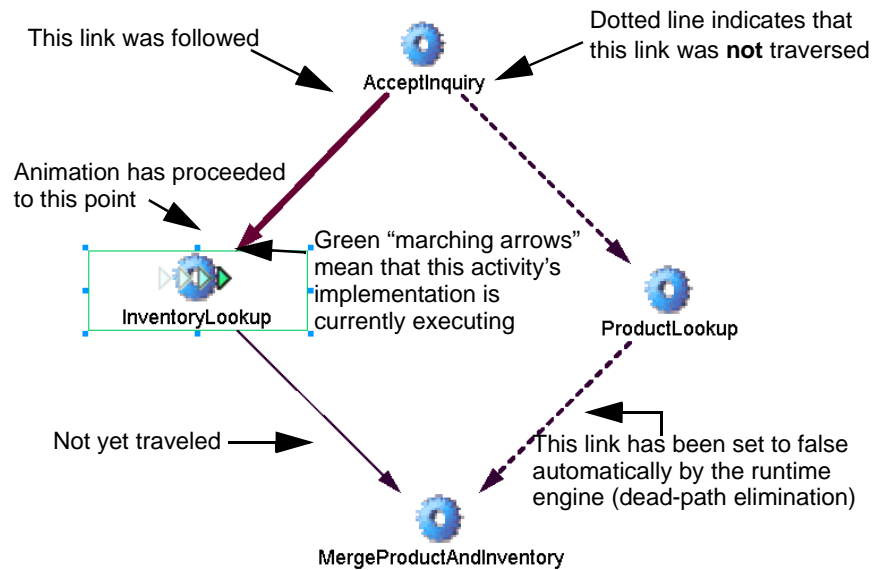 Dotted line indicates that
this link was not traversed
This link was followed
AcceptInquiry
Animation has proceeded
to this point
Green “marching arrows”
mean that this activity’s
implementation is
currently executing
InventoryLookup
ProductLookup
Not yet traveled
This link has been set to false
automatically by the runtime
engine (dead-path elimination)
MergeProductAndInventory